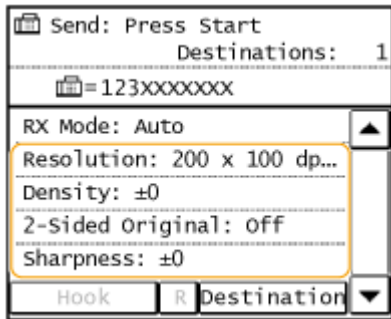 Send: Press Start
Destinations: 1
=123XXXXXXX
RX Mode: Auto
Resolution: 200 x 100 dp...
Density: ±0
2-Sided Original: Off
Sharpness: ±0
Hook R Destination